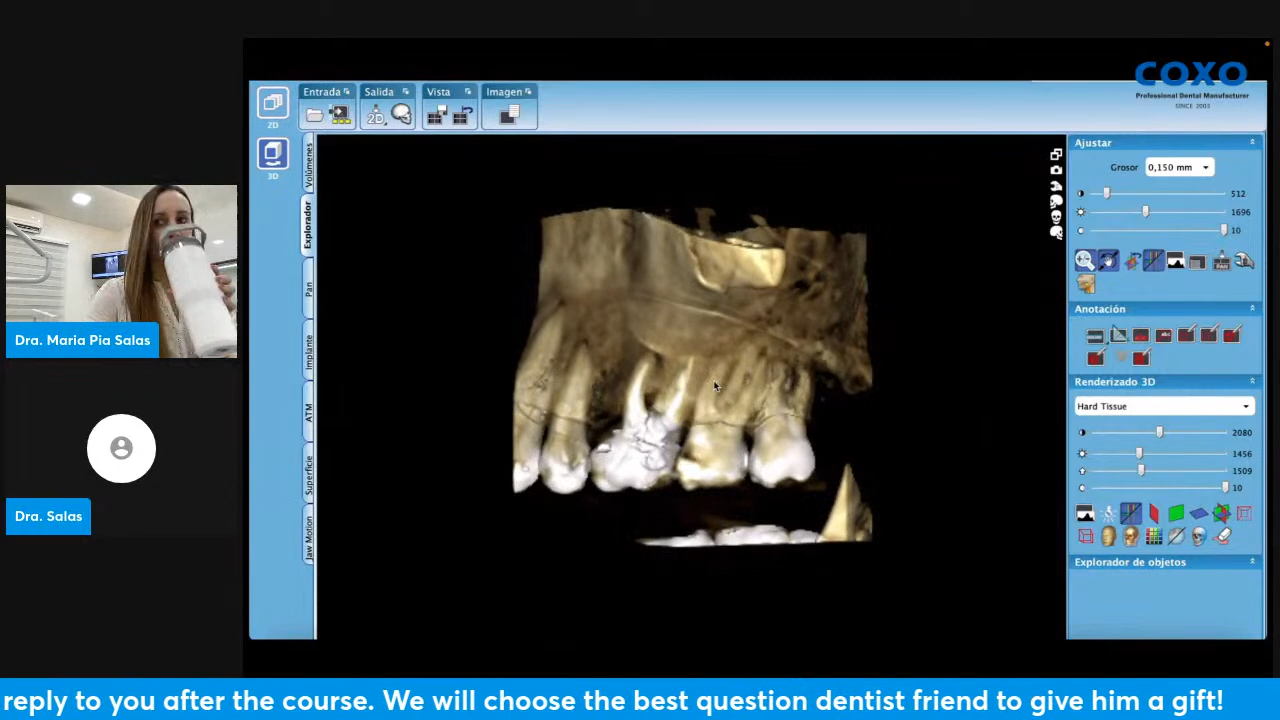 COXO
Professional Dental Manufacturer
SINCE 2003
Entrada
Salida
Vista
Imagen
2D
2D
3D
Volúmenes
Explorador
Pan
Implante
ATM
Superficie
Jaw Motion
Ajustar
Grosor 0,150 mm
512
1696
10
Anotación
Renderizado 3D
Hard Tissue
2080
1456
1509
10
Explorador de objetos
Dra. Maria Pia Salas
Dra. Salas
reply to you after the course. We will choose the best question dentist friend to give him a gift!